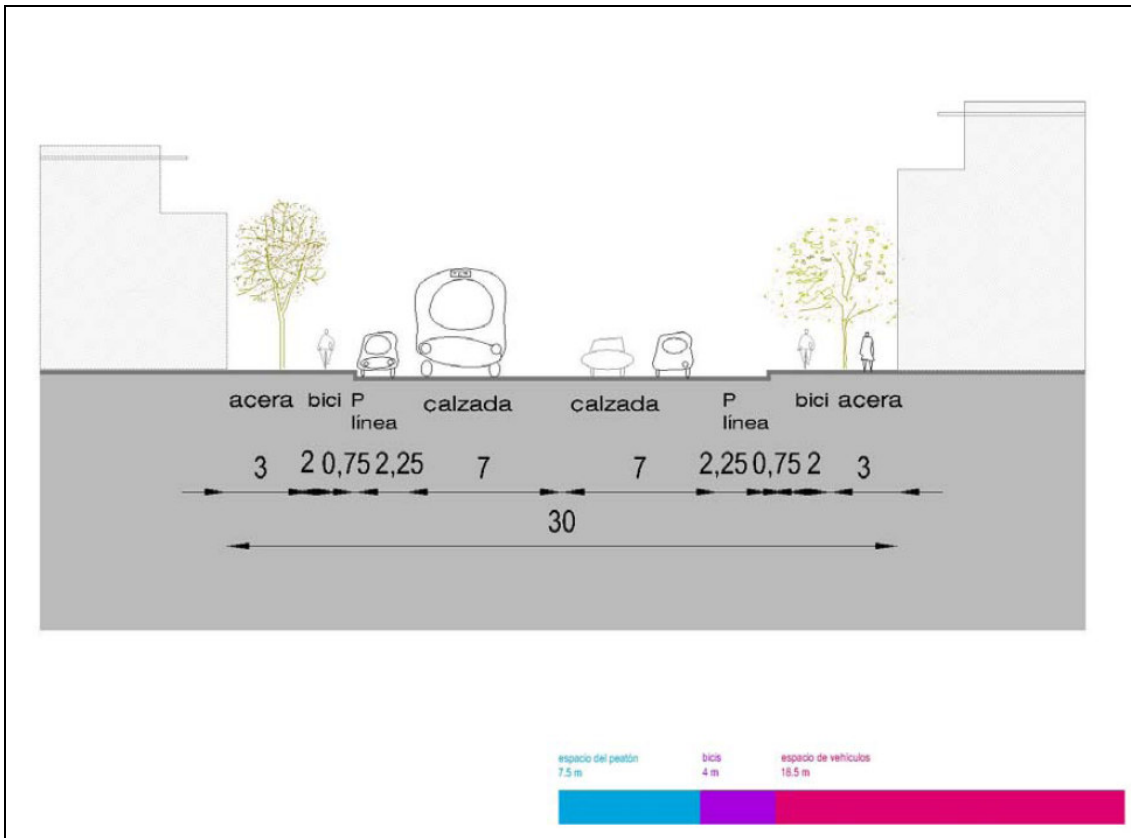 acera bici P línea calzada calzada P línea bici acera
3 2 0,75 2,25 7 7 2,25 0,75 2 3
30
espacio del peatón bicis espacio de vehículos
7.5 m 4 m 18.5 m